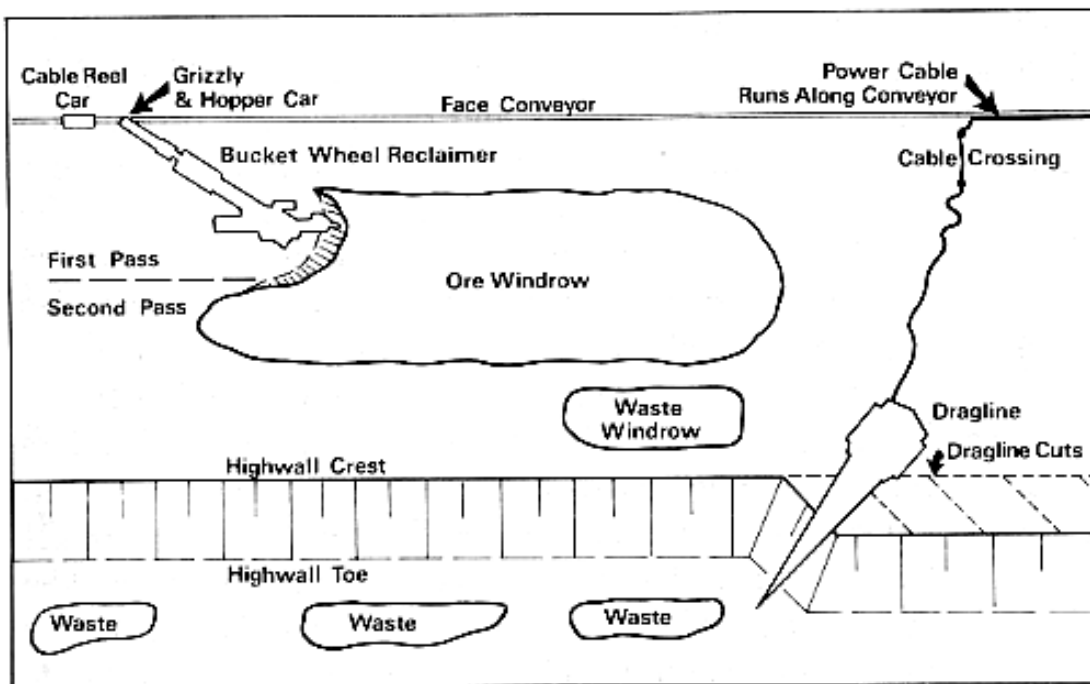 Cable Reel
Car
Grizzly
& Hopper Car
Face Conveyor
Power Cable
Runs Along Conveyor
Bucket Wheel Reclaimer
Cable Crossing
First Pass
Second Pass
Ore Windrow
Waste
Windrow
Dragline
Dragline Cuts
Highwall Crest
Highwall Toe
Waste
Waste
Waste